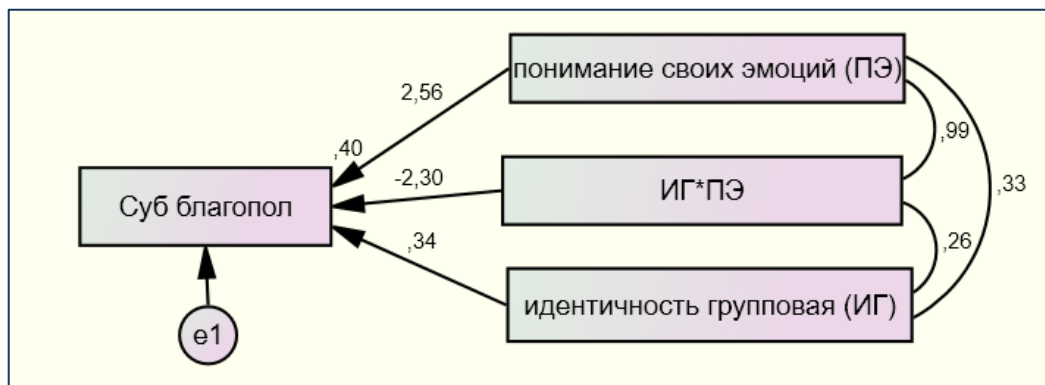 понимание своих эмоций (ПЭ)
2,56
,99
,40
-2,30
ИГ*ПЭ
,33
Суб благопол
,34
,26
идентичность групповая (ИГ)
e1